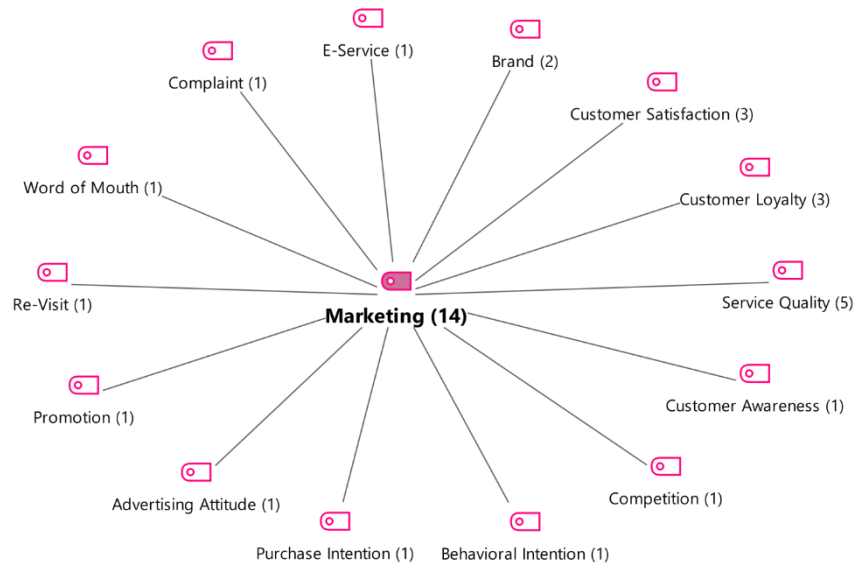 E-Service (1)
Brand (2)
Complaint (1)
Customer Satisfaction (3)
Word of Mouth (1)
Customer Loyalty (3)
Re-Visit (1)
Service Quality (5)
Marketing (14)
Promotion (1)
Customer Awareness (1)
Advertising Attitude (1)
Competition (1)
Purchase Intention (1)
Behavioral Intention (1)